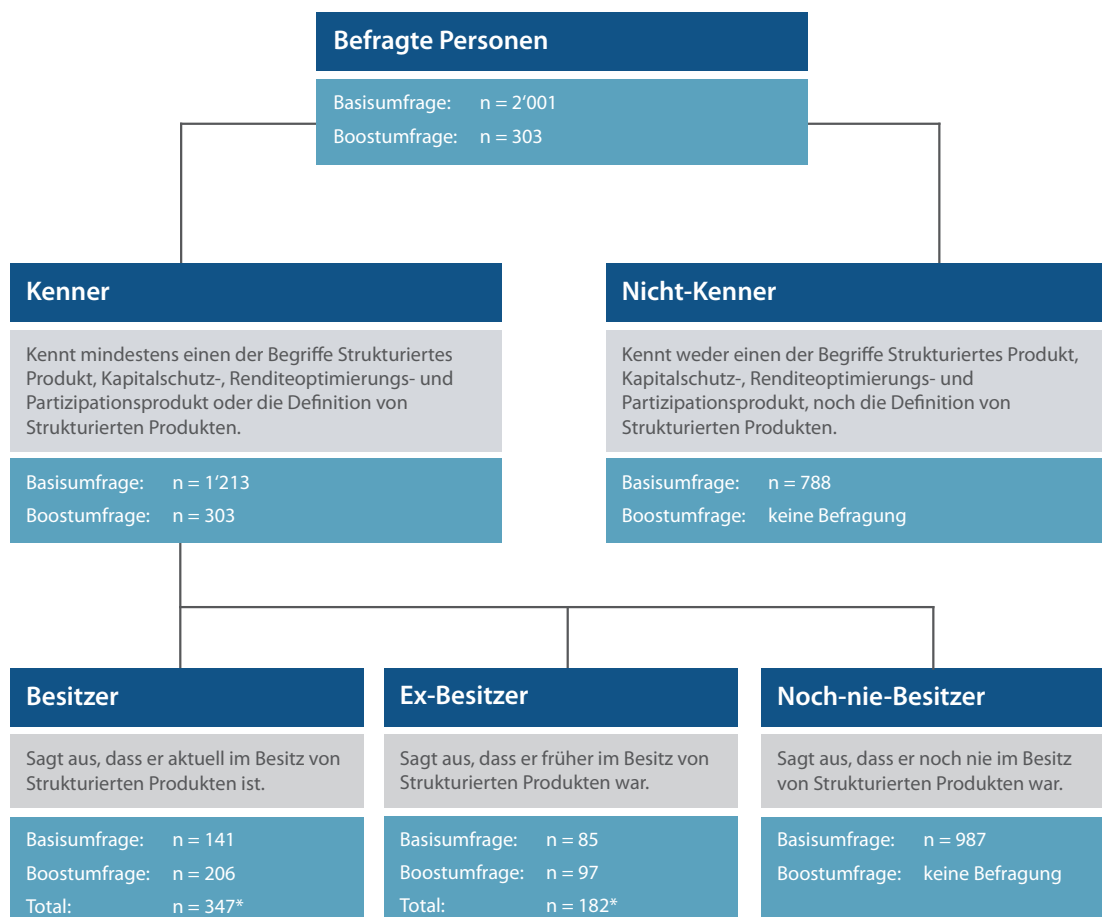 Befragte Personen
Basisumfrage: n = 2‘001
Boostumfrage: n = 303
Kenner
Kennt mindestens einen der Begriffe Strukturiertes
Produkt, Kapitalschutz-, Renditeoptimierungs- und
Partizipationsprodukt oder die Definition von
Strukturierten Produkten.
Basisumfrage: n = 1‘213
Boostumfrage: n = 303
Nicht-Kenner
Kennt weder einen der Begriffe Strukturiertes Produkt,
Kapitalschutz-, Renditeoptimierungs- und
Partizipationsprodukt, noch die Definition von
Strukturierten Produkten.
Basisumfrage: n = 788
Boostumfrage: keine Befragung
Besitzer
Sagt aus, dass er aktuell im Besitz von
Strukturierten Produkten ist.
Basisumfrage: n = 141
Boostumfrage: n = 206
Total: n = 347*
Ex-Besitzer
Sagt aus, dass er früher im Besitz von
Strukturierten Produkten war.
Basisumfrage: n = 85
Boostumfrage: n = 97
Total: n = 182*
Noch-nie-Besitzer
Sagt aus, dass er noch nie im Besitz
von Strukturierten Produkten war.
Basisumfrage: n = 987
Boostumfrage: keine Befragung